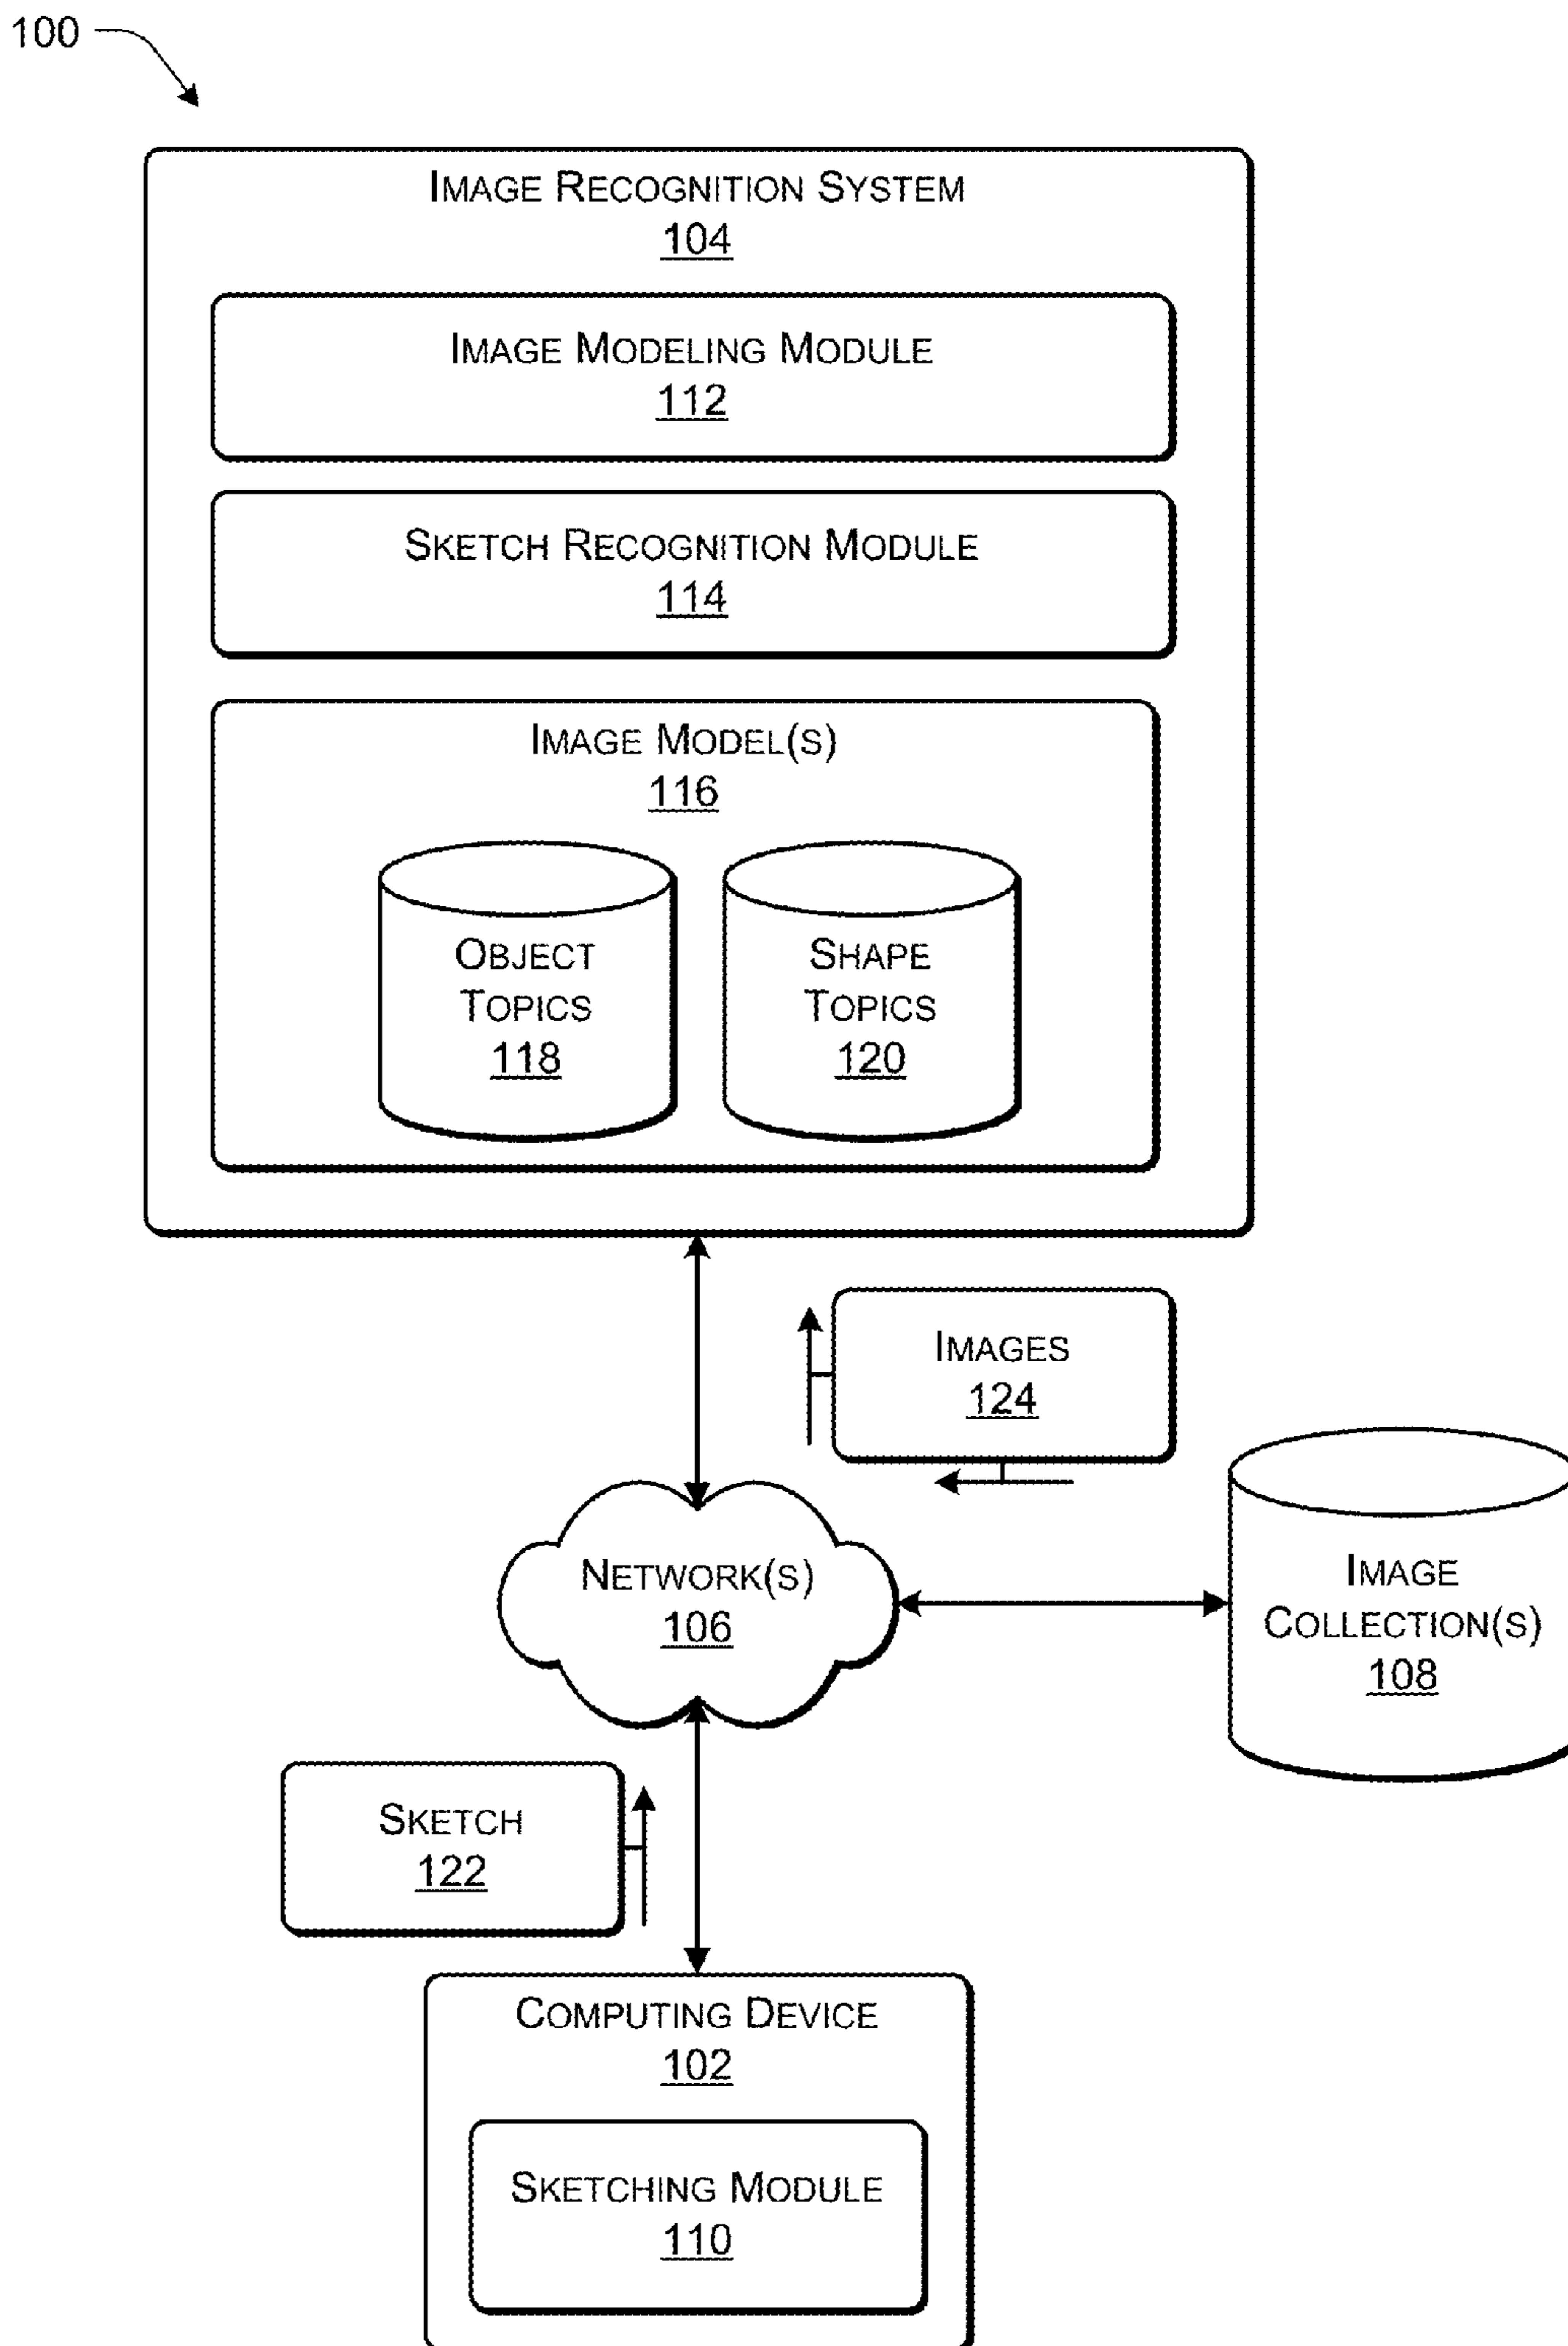 100
IMAGE RECOGNITION SYSTEM
104
IMAGE MODELING MODULE
112
SKETCH RECOGNITION MODULE
114
IMAGE MODEL(S)
116
OBJECT
TOPICS
118
SHAPE
TOPICS
120
IMAGES
124
NETWORK(S)
106
IMAGE
COLLECTION(S)
108
SKETCH
122
COMPUTING DEVICE
102
SKETCHING MODULE
110